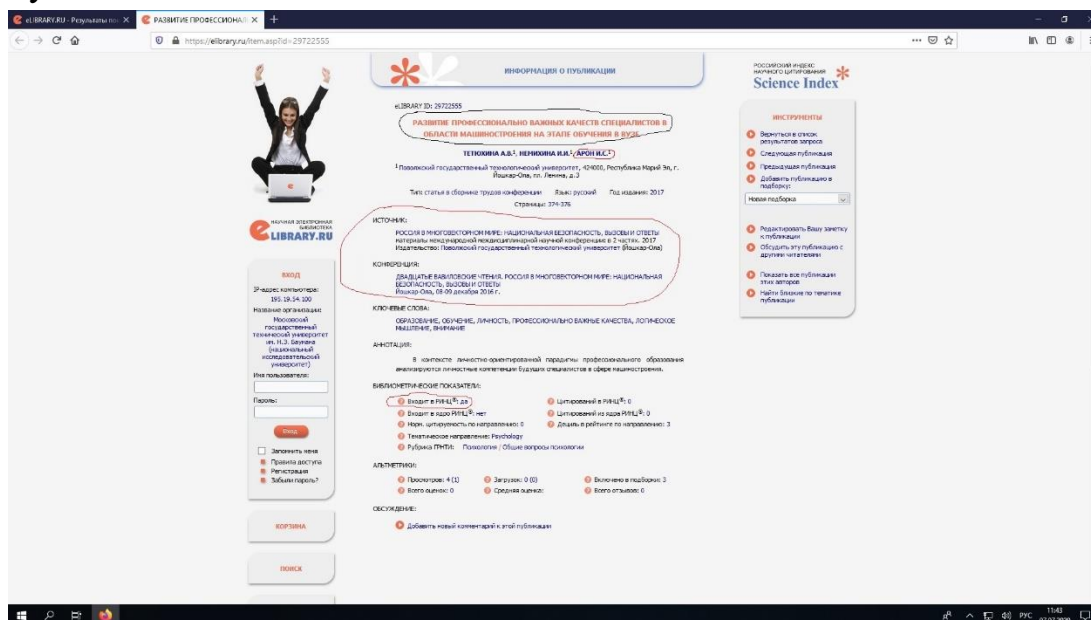 eLIBRARY.RU - Результаты по
РАЗВИТИЕ ПРОФЕССИОНАЛ
https://elibrary.ru/item.asp?id=29722555
НАУЧНАЯ ЭЛЕКТРОННАЯ
БИБЛИОТЕКА
LIBRARY.RU
ВХОД
IP-адрес компьютера:
195.19.54.100
Название организации:
Московский
государственный
технический университет
им. Н.Э. Баумана
(национальный
исследовательский
университет)
Имя пользователя:
Пароль:
Вход
Запомнить меня
Правила доступа
Регистрация
Забыли пароль?
КОРЗИНА
ПОИСК
ИНФОРМАЦИЯ О ПУБЛИКАЦИИ
eLIBRARY ID: 29722555
РАЗВИТИЕ ПРОФЕССИОНАЛЬНО ВАЖНЫХ КАЧЕСТВ СПЕЦИАЛИСТОВ В
ОБЛАСТИ МАШИНОСТРОЕНИЯ НА ЭТАПЕ ОБУЧЕНИЯ В ВУЗЕ
ТЕТЮХИНА А.В.1, НЕМИХИНА И.И.1, АРОН И.С.1
1 Поволжский государственный технологический университет, 424000, Республика Марий Эл, г.
Йошкар-Ола, пл. Ленина, д.3
Тип: статья в сборнике трудов конференции Язык: русский Год издания: 2017
Страницы: 374-376
ИСТОЧНИК:
РОССИЯ В МНОГОВЕКТОРНОМ МИРЕ: НАЦИОНАЛЬНАЯ БЕЗОПАСНОСТЬ, ВЫЗОВЫ И ОТВЕТЫ
материалы международной междисциплинарной научной конференции: в 2 частях. 2017
Издательство: Поволжский государственный технологический университет (Йошкар-Ола)
КОНФЕРЕНЦИЯ:
ДВАДЦАТЫЕ ВАВИЛОВСКИЕ ЧТЕНИЯ. РОССИЯ В МНОГОВЕКТОРНОМ МИРЕ: НАЦИОНАЛЬНАЯ
БЕЗОПАСНОСТЬ, ВЫЗОВЫ И ОТВЕТЫ
Йошкар-Ола, 08-09 декабря 2016 г.
КЛЮЧЕВЫЕ СЛОВА:
ОБРАЗОВАНИЕ, ОБУЧЕНИЕ, ЛИЧНОСТЬ, ПРОФЕССИОНАЛЬНО ВАЖНЫЕ КАЧЕСТВА, ЛОГИЧЕСКОЕ
МЫШЛЕНИЕ, ВНИМАНИЕ
АННОТАЦИЯ:
В контексте личностно-ориентированной парадигмы профессионального образования
анализируются личностные компетенции будущих специалистов в сфере машиностроения.
БИБЛИОМЕТРИЧЕСКИЕ ПОКАЗАТЕЛИ:
Входит в РИНЦ®: да Цитирований в РИНЦ®: 0
Входит в ядро РИНЦ®: нет Цитирований из ядра РИНЦ®: 0
Норм. цитируемость по направлению: 0 Дециль в рейтинге по направлению: 3
Тематическое направление: Psychology
Рубрика ГРНТИ: Психология / Общие вопросы психологии
АЛЬТМЕТРИКИ:
Просмотров: 4 (1) Загрузок: 0 (0) Включено в подборки: 3
Всего оценок: 0 Средняя оценка: Всего отзывов: 0
ОБСУЖДЕНИЕ:
Добавить новый комментарий к этой публикации
РОССИЙСКИЙ ИНДЕКС
НАУЧНОГО ЦИТИРОВАНИЯ
Science Index
ИНСТРУМЕНТЫ
Вернуться в список
результатов запроса
Следующая публикация
Предыдущая публикация
Добавить публикацию в
подборку:
Новая подборка
Редактировать Вашу заметку
к публикации
Обсудить эту публикацию с
другими читателями
Показать все публикации
этих авторов
Найти близкие по тематике
публикации
РУС
11:43